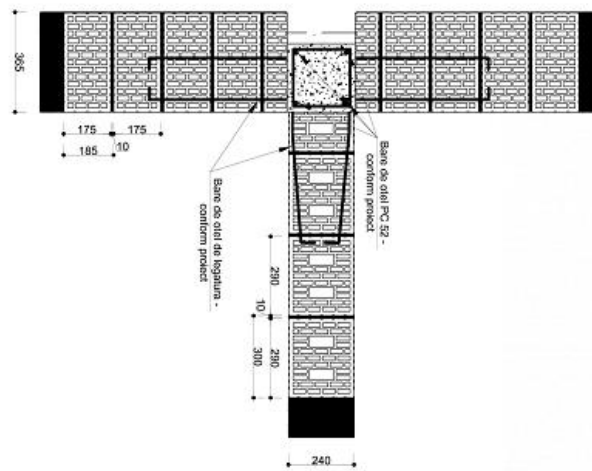 365
175
175
185
10
Bare de otel PC 52 -
conform proiect
Bare de otel de legatura -
conform proiect
290
10
300
290
240